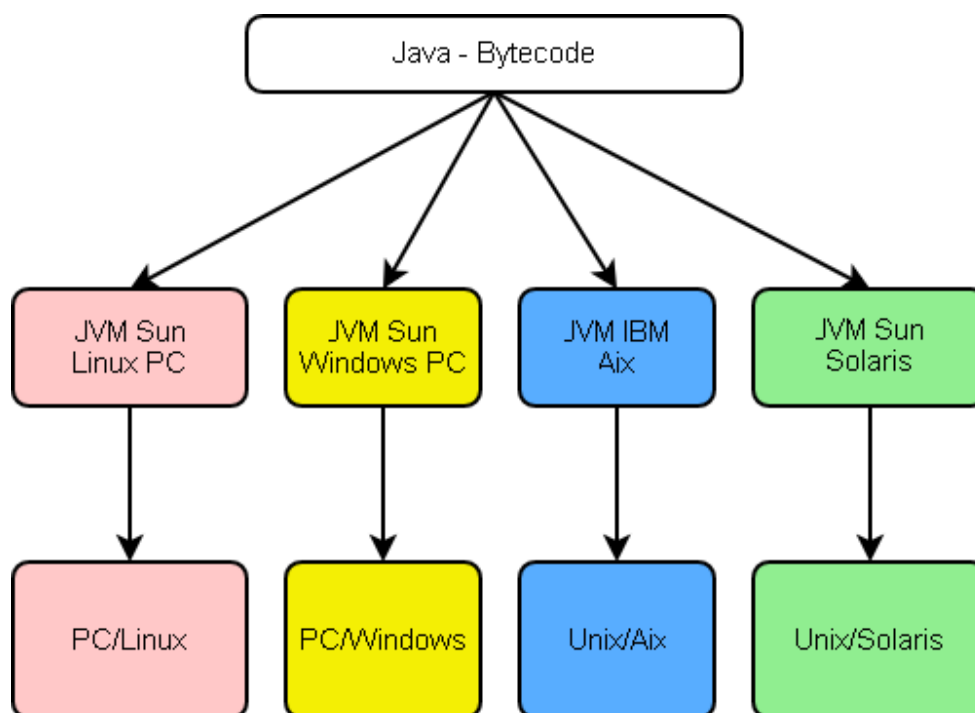 Java - Bytecode
JVM Sun
Linux PC
JVM Sun
Windows PC
JVM IBM
Aix
JVM Sun
Solaris
PC/Linux
PC/Windows
Unix/Aix
Unix/Solaris